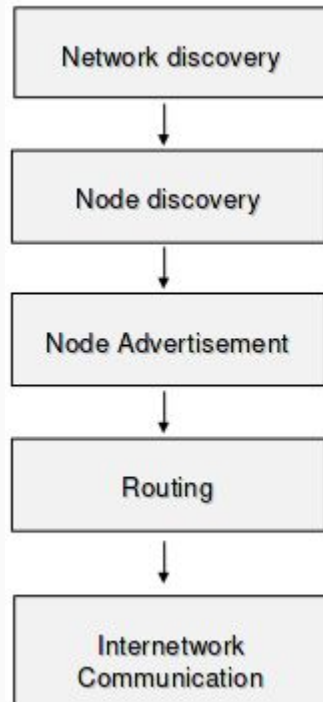 Network discovery
Node discovery
Node Advertisement
Routing
Internetwork
Communication